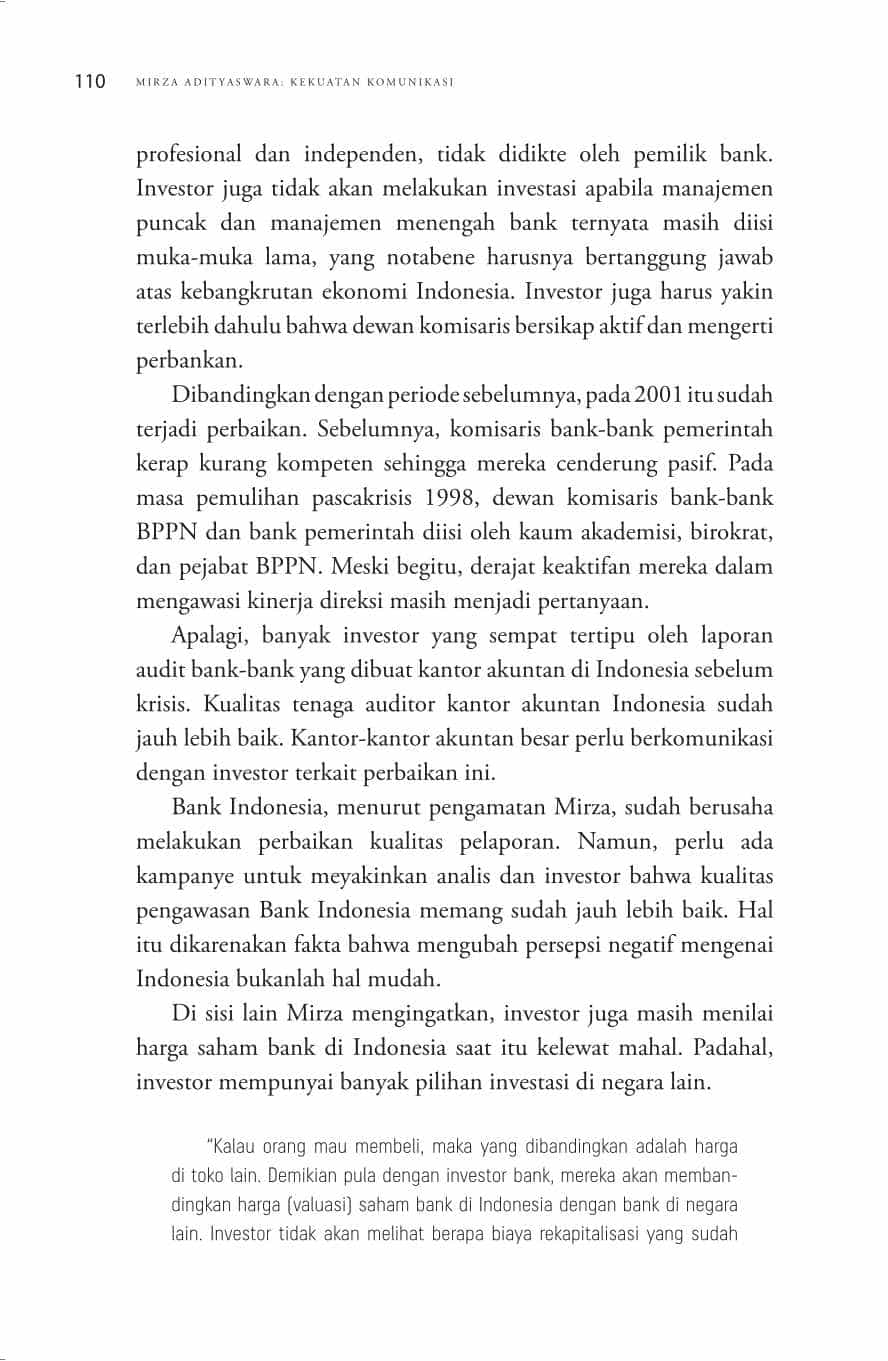 110 MIRZA ADITYASWARA: KEKUATAN KOMUNIKASI
profesional dan independen, tidak didikte oleh pemilik bank.
Investor juga tidak akan melakukan investasi apabila manajemen
puncak dan manajemen menengah bank ternyata masih diisi
muka-muka lama, yang notabene harusnya bertanggung jawab
atas kebangkrutan ekonomi Indonesia. Investor juga harus yakin
terlebih dahulu bahwa dewan komisaris bersikap aktif dan mengerti
perbankan.
Dibandingkan dengan periode sebelumnya, pada 2001 itu sudah
terjadi perbaikan. Sebelumnya, komisaris bank-bank pemerintah
kerap kurang kompeten sehingga mereka cenderung pasif. Pada
masa pemulihan pascakrisis 1998, dewan komisaris bank-bank
BPPN dan bank pemerintah diisi oleh kaum akademisi, birokrat,
dan pejabat BPPN. Meski begitu, derajat keaktifan mereka dalam
mengawasi kinerja direksi masih menjadi pertanyaan.
Apalagi, banyak investor yang sempat tertipu oleh laporan
audit bank-bank yang dibuat kantor akuntan di Indonesia sebelum
krisis. Kualitas tenaga auditor kantor akuntan Indonesia sudah
jauh lebih baik. Kantor-kantor akuntan besar perlu berkomunikasi
dengan investor terkait perbaikan ini.
Bank Indonesia, menurut pengamatan Mirza, sudah berusaha
melakukan perbaikan kualitas pelaporan. Namun, perlu ada
kampanye untuk meyakinkan analis dan investor bahwa kualitas
pengawasan Bank Indonesia memang sudah jauh lebih baik. Hal
itu dikarenakan fakta bahwa mengubah persepsi negatif mengenai
Indonesia bukanlah hal mudah.
Di sisi lain Mirza mengingatkan, investor juga masih menilai
harga saham bank di Indonesia saat itu kelewat mahal. Padahal,
investor mempunyai banyak pilihan investasi di negara lain.
“Kalau orang mau membeli, maka yang dibandingkan adalah harga
di toko lain. Demikian pula dengan investor bank, mereka akan memban-
dingkan harga (valuasi) saham bank di Indonesia dengan bank di negara
lain. Investor tidak akan melihat berapa biaya rekapitalisasi yang sudah